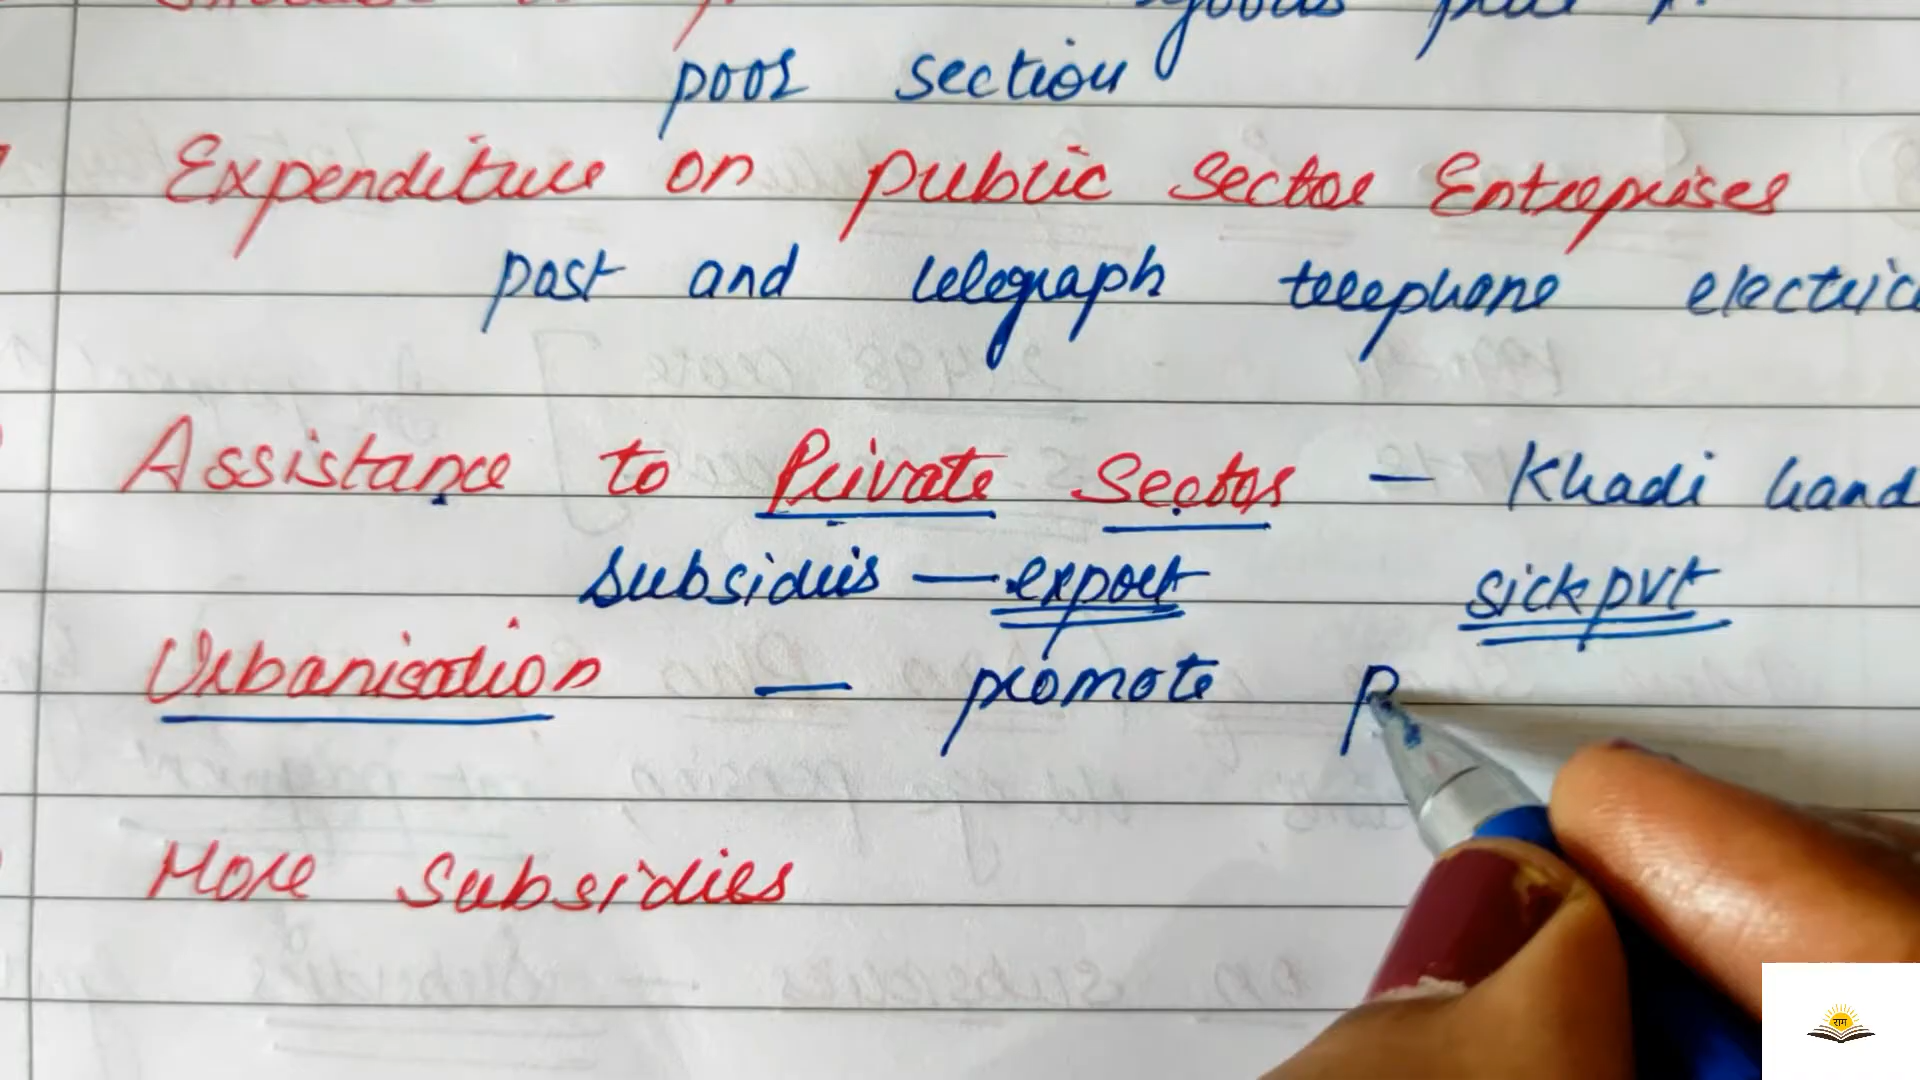 goods
poor section
Expenditure on Public Sector Enterprises
post and telegraph telephone electric
Assistance to Private Sector — Khadi hand
Subsidies — export sick pvt
Urbanisation — promote P
More Subsidies
राम